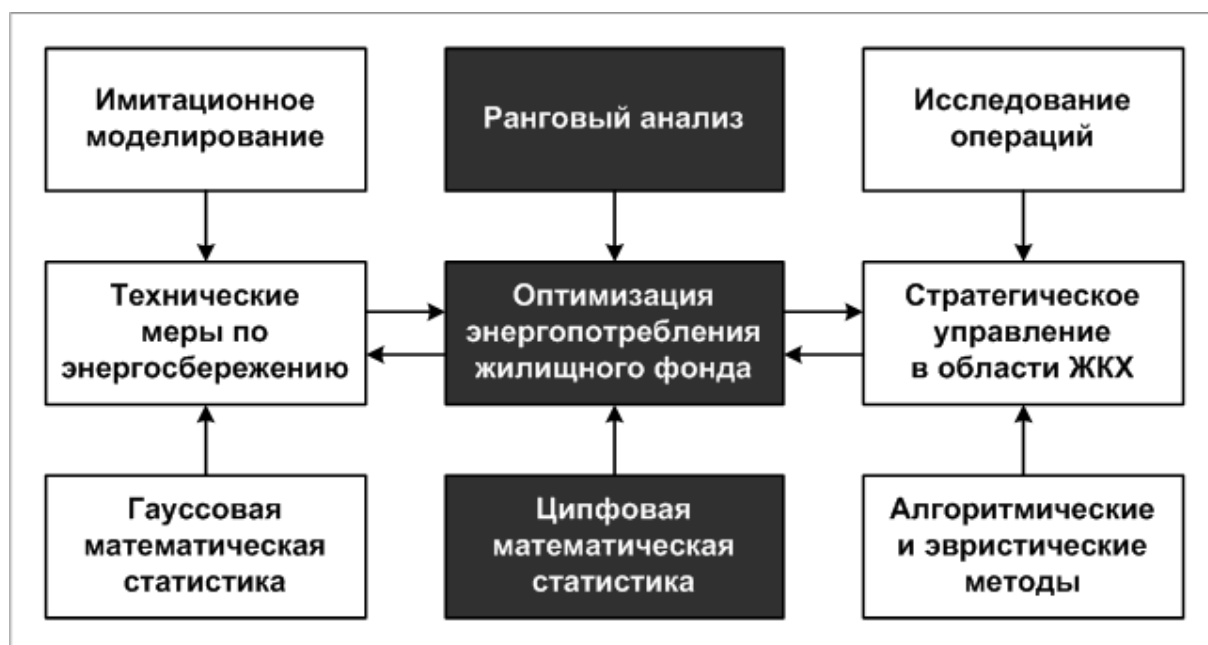 Имитационное
моделирование
Ранговый анализ
Исследование
операций
Технические
меры по
энергосбережению
Оптимизация
энергопотребления
жилищного фонда
Стратегическое
управление
в области ЖКХ
Гауссовая
математическая
статистика
Ципфовая
математическая
статистика
Алгоритмические
и эвристические
методы